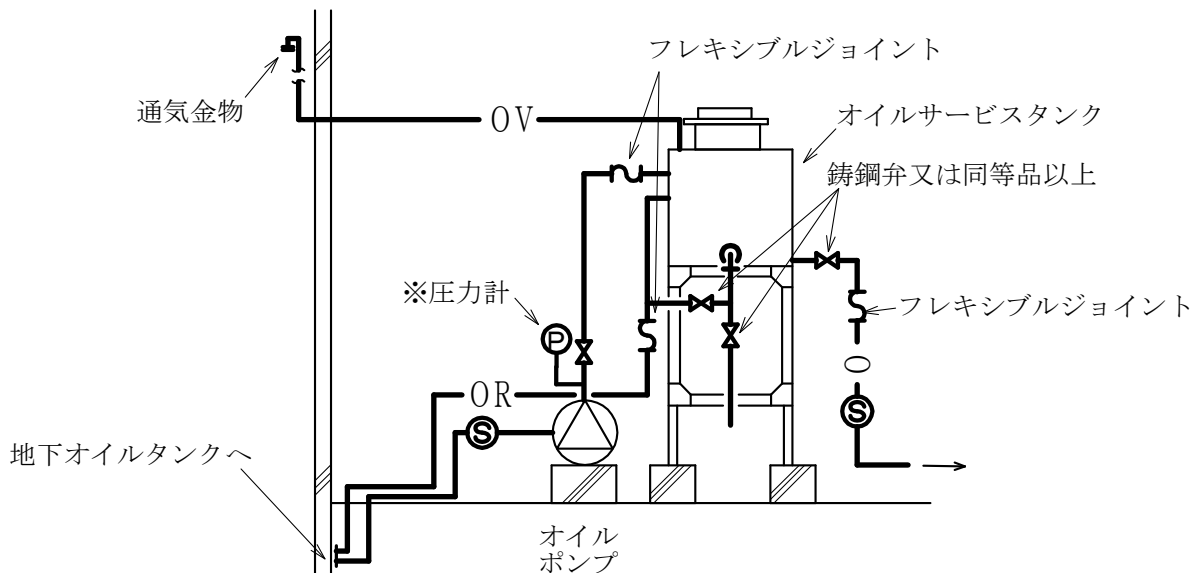 フレキシブルジョイント
通気金物
OV
オイルサービスタンク
鋳鋼弁又は同等品以上
※圧力計
フレキシブルジョイント
P
O
OR
S
S
地下オイルタンクへ
オイル
ポンプ